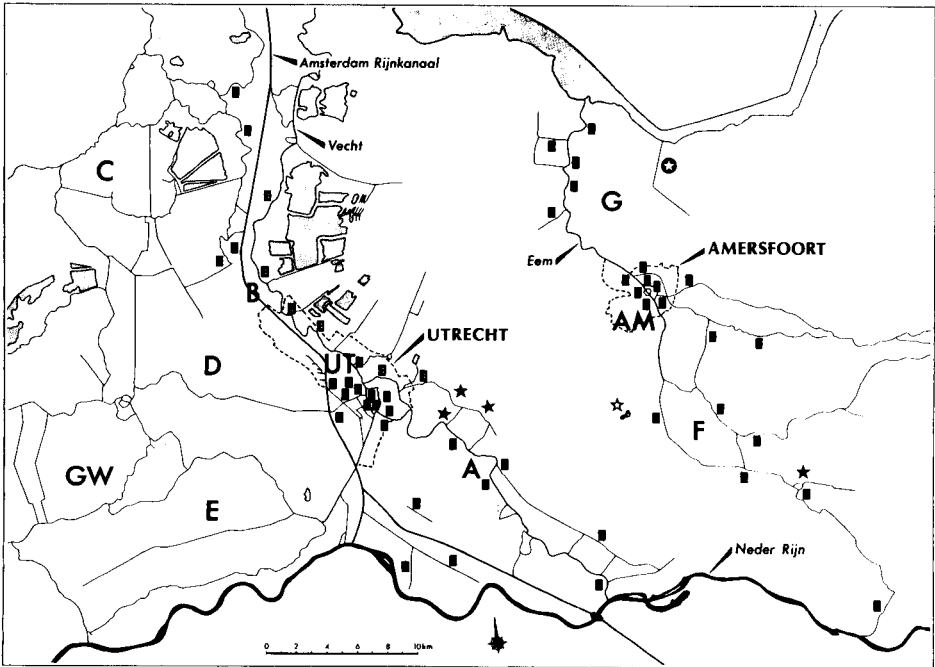 Amsterdam Rijnkanaal
Vecht
C
G
Eem
AMERSFOORT
B
AM
UTRECHT
UT
D
F
GW
A
E
Neder Rijn
0 2 4 6 8 10km